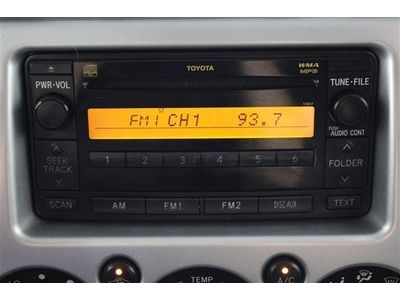 TOYOTA
WMA
MP3
PWR•VOL
TUNE•FILE
ST
FM1 CH1 93.7
PUSH
AUDIO CONT
SEEK
TRACK
1 2 3 4 5 6
FOLDER
SCAN AM FM1 FM2 DISC•AUX TEXT
TEMP
A/C